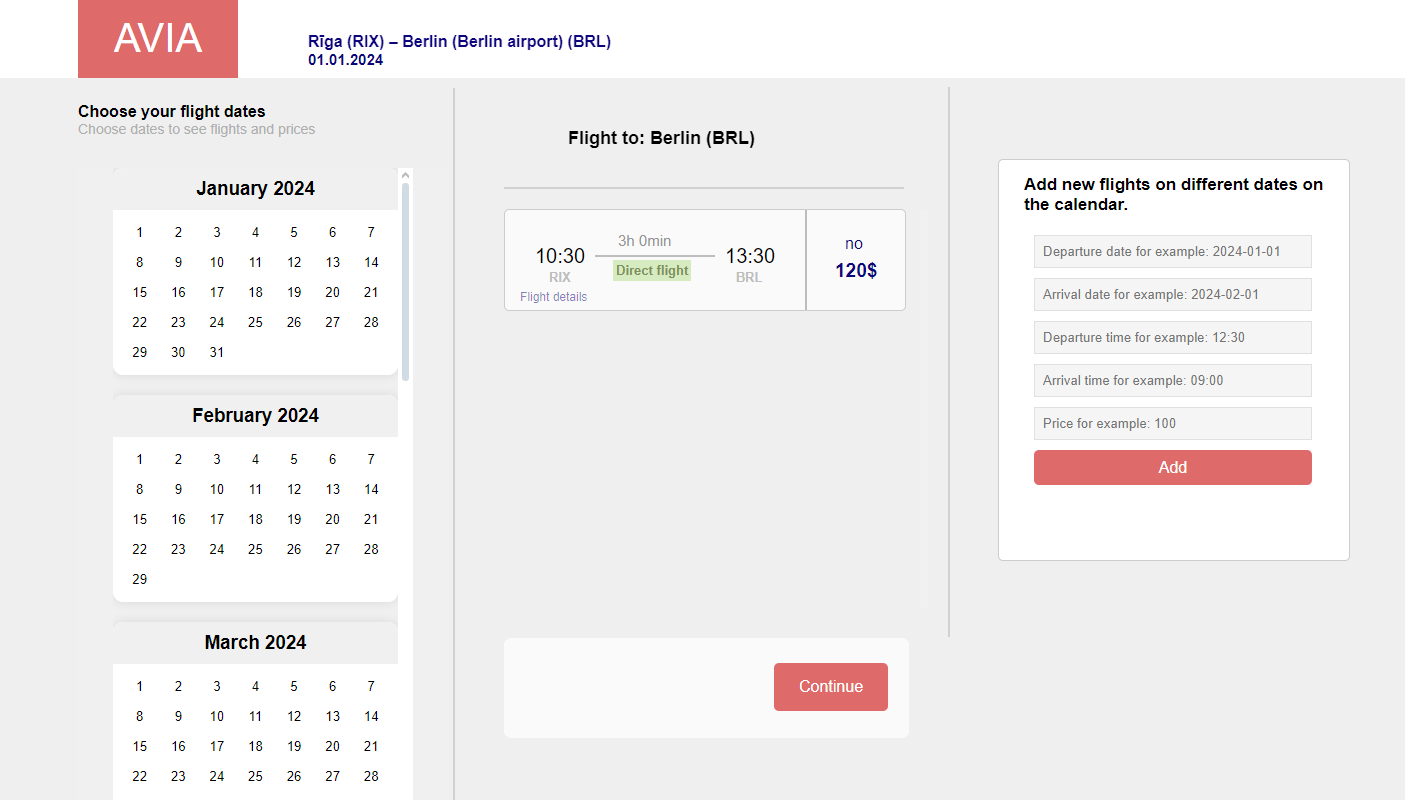 AVIA
Rīga (RIX) – Berlin (Berlin airport) (BRL)
01.01.2024
Choose your flight dates
Choose dates to see flights and prices
January 2024
1 2 3 4 5 6 7
8 9 10 11 12 13 14
15 16 17 18 19 20 21
22 23 24 25 26 27 28
29 30 31
February 2024
1 2 3 4 5 6 7
8 9 10 11 12 13 14
15 16 17 18 19 20 21
22 23 24 25 26 27 28
29
March 2024
1 2 3 4 5 6 7
8 9 10 11 12 13 14
15 16 17 18 19 20 21
22 23 24 25 26 27 28
Flight to: Berlin (BRL)
3h 0min
10:30 13:30
Direct flight
RIX BRL
Flight details
no
120$
Continue
Add new flights on different dates on
the calendar.
Departure date for example: 2024-01-01
Arrival date for example: 2024-02-01
Departure time for example: 12:30
Arrival time for example: 09:00
Price for example: 100
Add